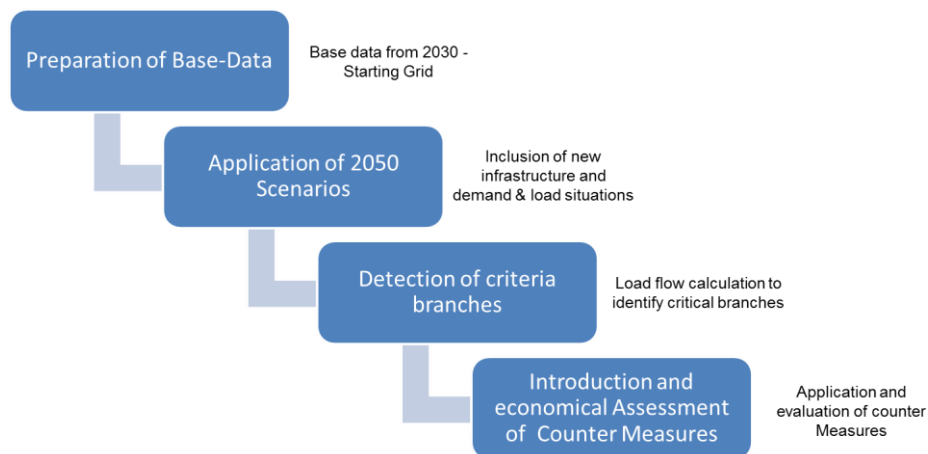 Preparation of Base-Data
Base data from 2030 -
Starting Grid
Application of 2050
Scenarios
Inclusion of new
infrastructure and
demand & load situations
Detection of criteria
branches
Load flow calculation to
identify critical branches
Introduction and
economical Assessment
of Counter Measures
Application and
evaluation of counter
Measures